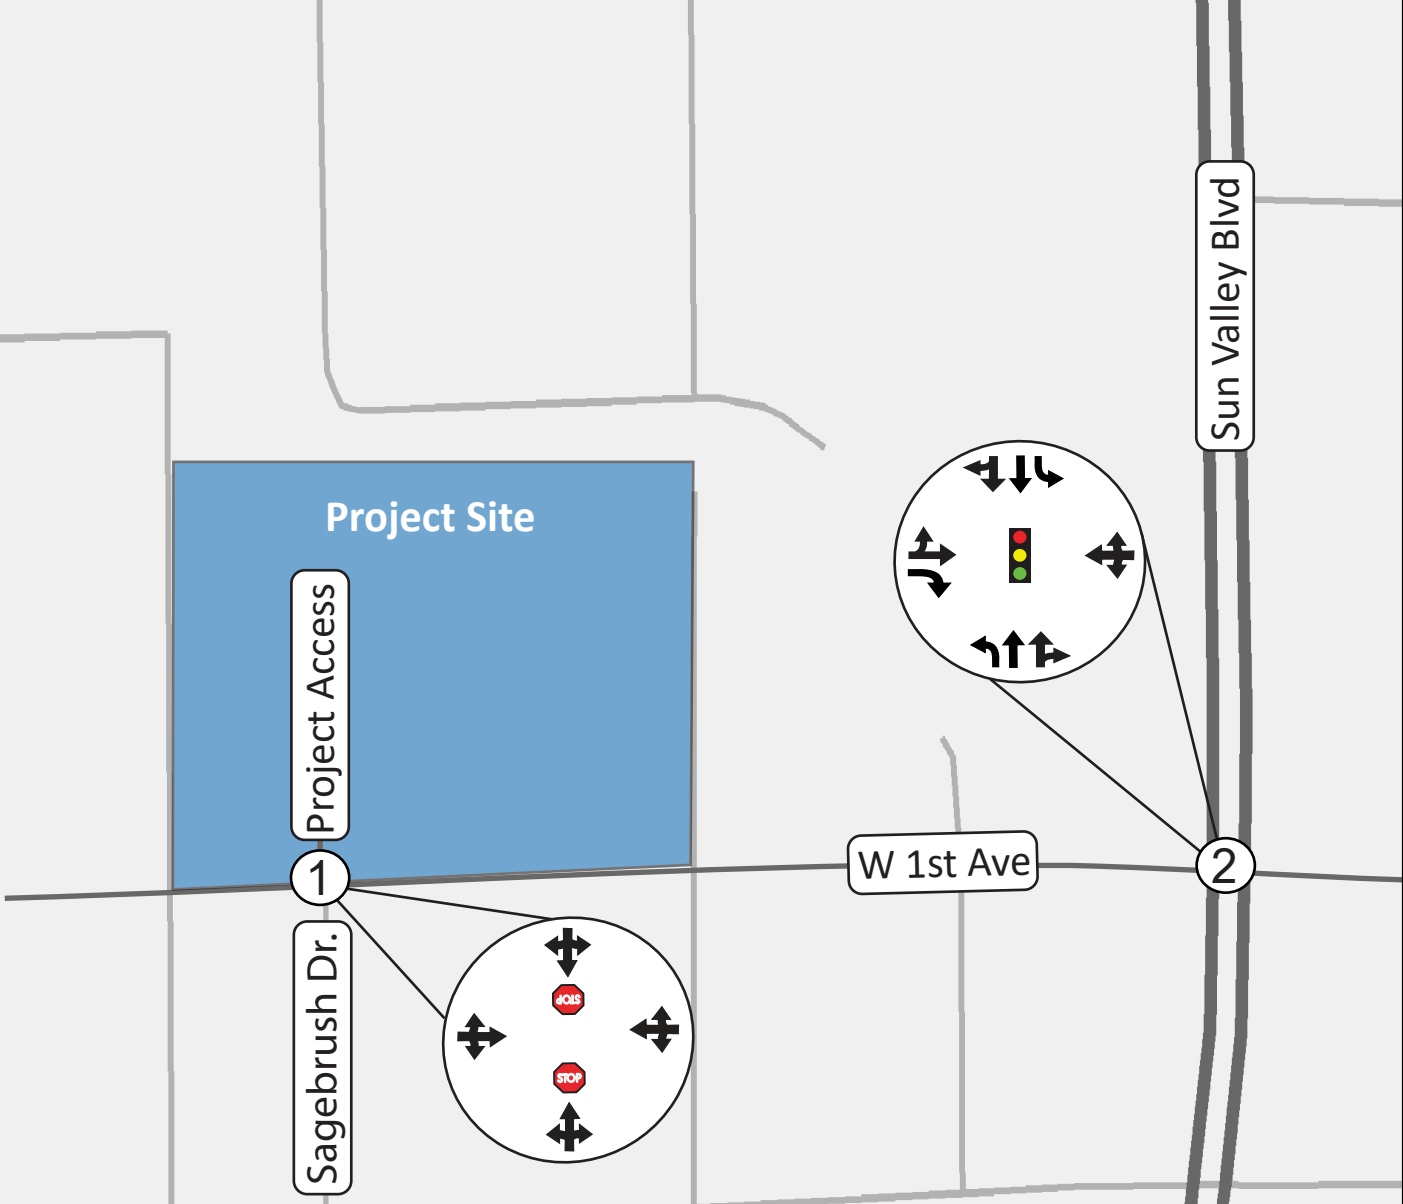 Sun Valley Blvd
Project Site
Project Access
W 1st Ave
2
1
Sagebrush Dr.
STOP
STOP